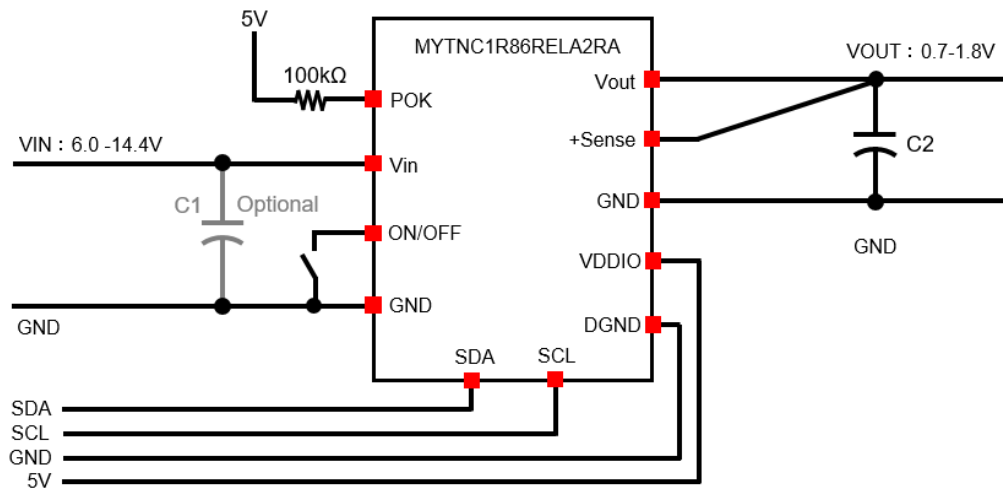 5V
MYTNC1R86RELA2RA
VOUT : 0.7-1.8V
100kΩ
POK
Vout
+Sense
C2
VIN : 6.0 -14.4V
Vin
C1 Optional
GND
ON/OFF
VDDIO
GND
GND
GND
DGND
SDA
SCL
SDA
SCL
GND
5V